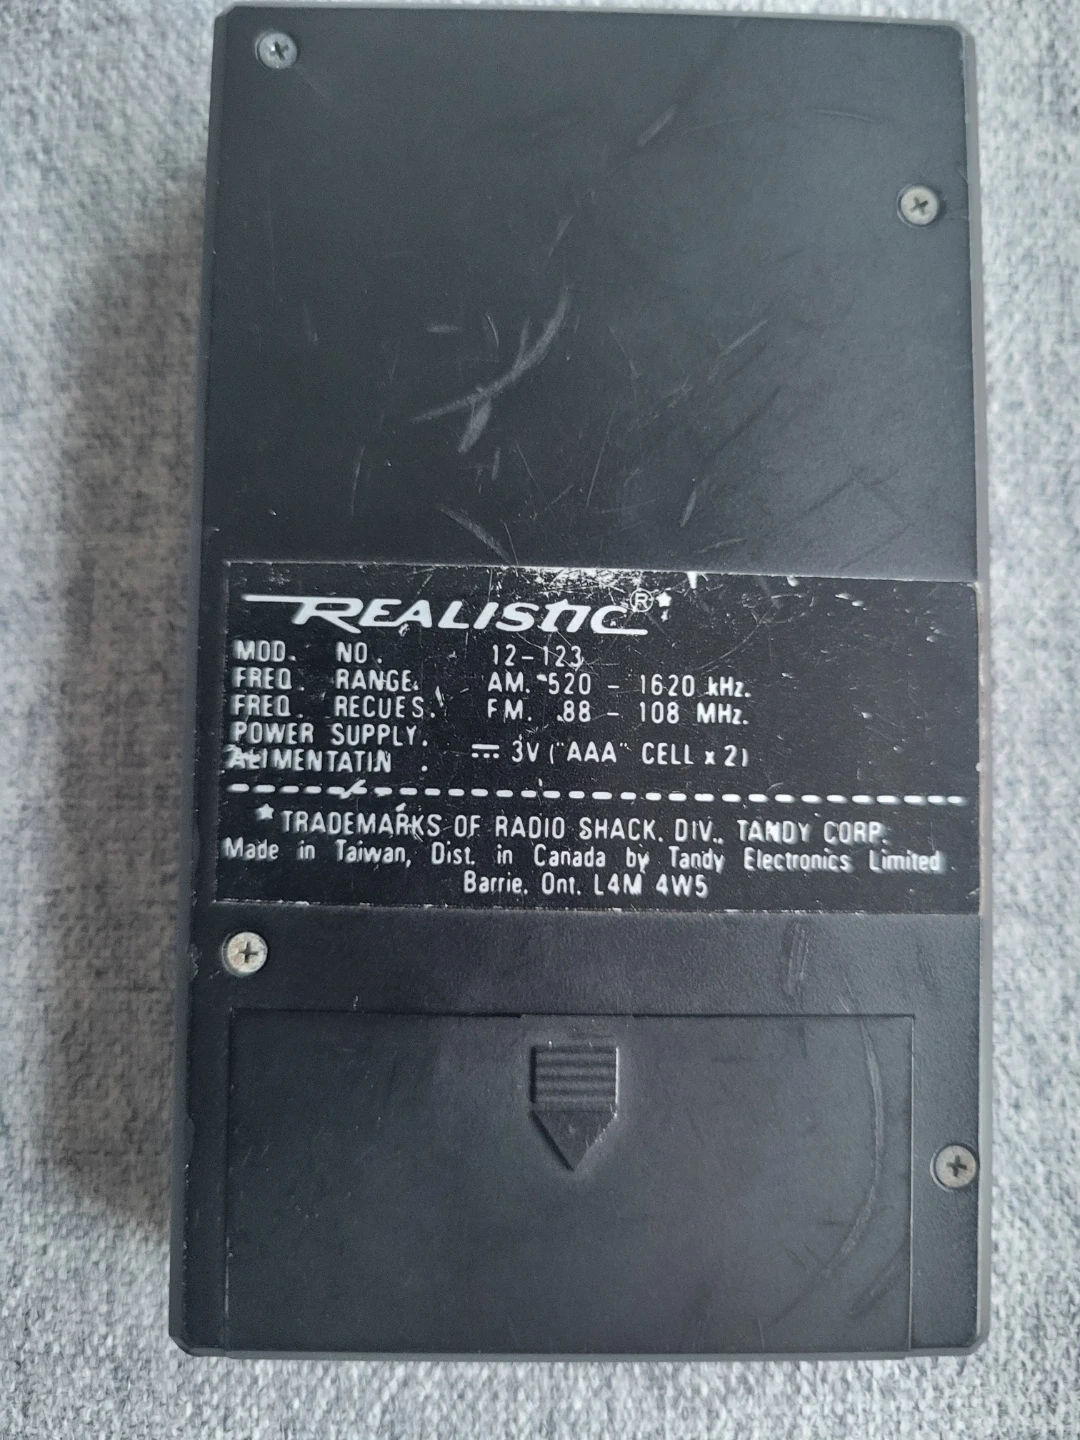 REALISTIC®*
MOD. NO. 12-123
FREQ. RANGE. AM. 520 - 1620 kHz.
FREQ. RECUES. FM. 88 - 108 MHz.
POWER SUPPLY.
ALIMENTATIN . ⎓ 3V ("AAA" CELL x 2)
*TRADEMARKS OF RADIO SHACK. DIV., TANDY CORP.
Made in Taiwan, Dist. in Canada by Tandy Electronics Limited
Barrie. Ont. L4M 4W5